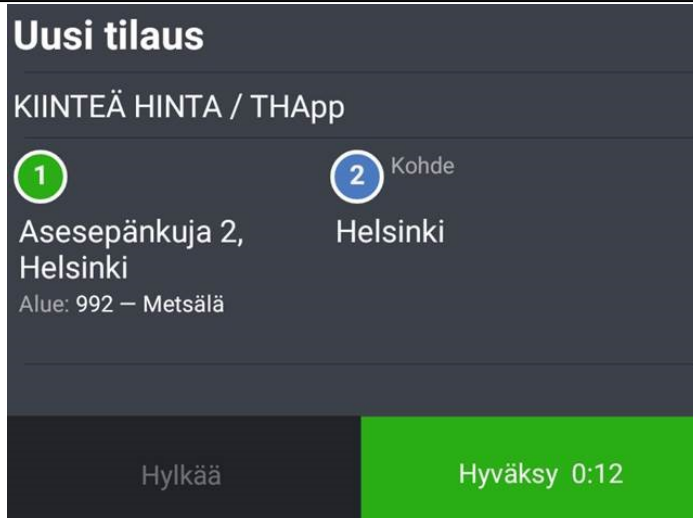 Uusi tilaus
KIINTEÄ HINTA / THApp
1
Asesepänkuja 2,
Helsinki
Alue: 992 — Metsälä
2 Kohde
Helsinki
Hylkää
Hyväksy 0:12